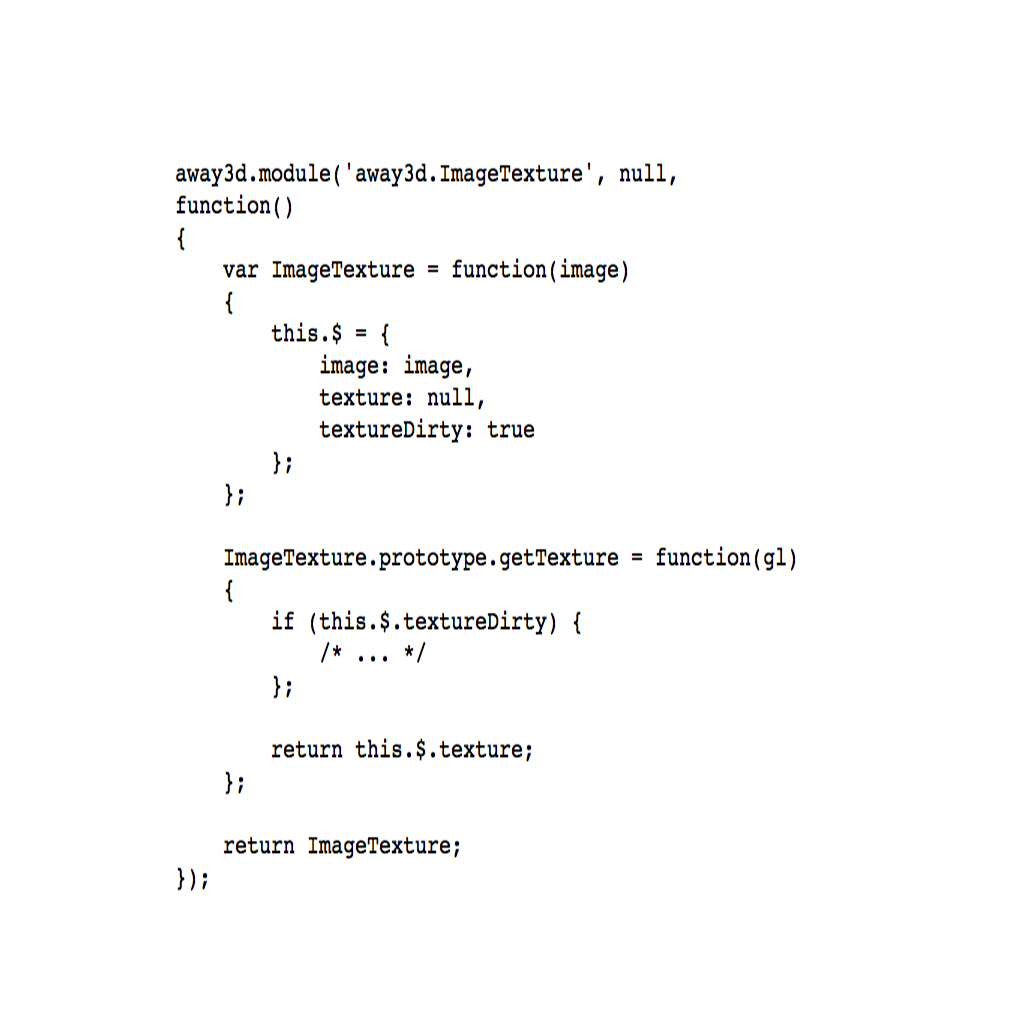 away3d.module('away3d.ImageTexture', null,
function()
{
    var ImageTexture = function(image)
    {
        this.$ = {
            image: image,
            texture: null,
            textureDirty: true
        };
    };

    ImageTexture.prototype.getTexture = function(gl)
    {
        if (this.$.textureDirty) {
            /* ... */
        };

        return this.$.texture;
    };

    return ImageTexture;
});